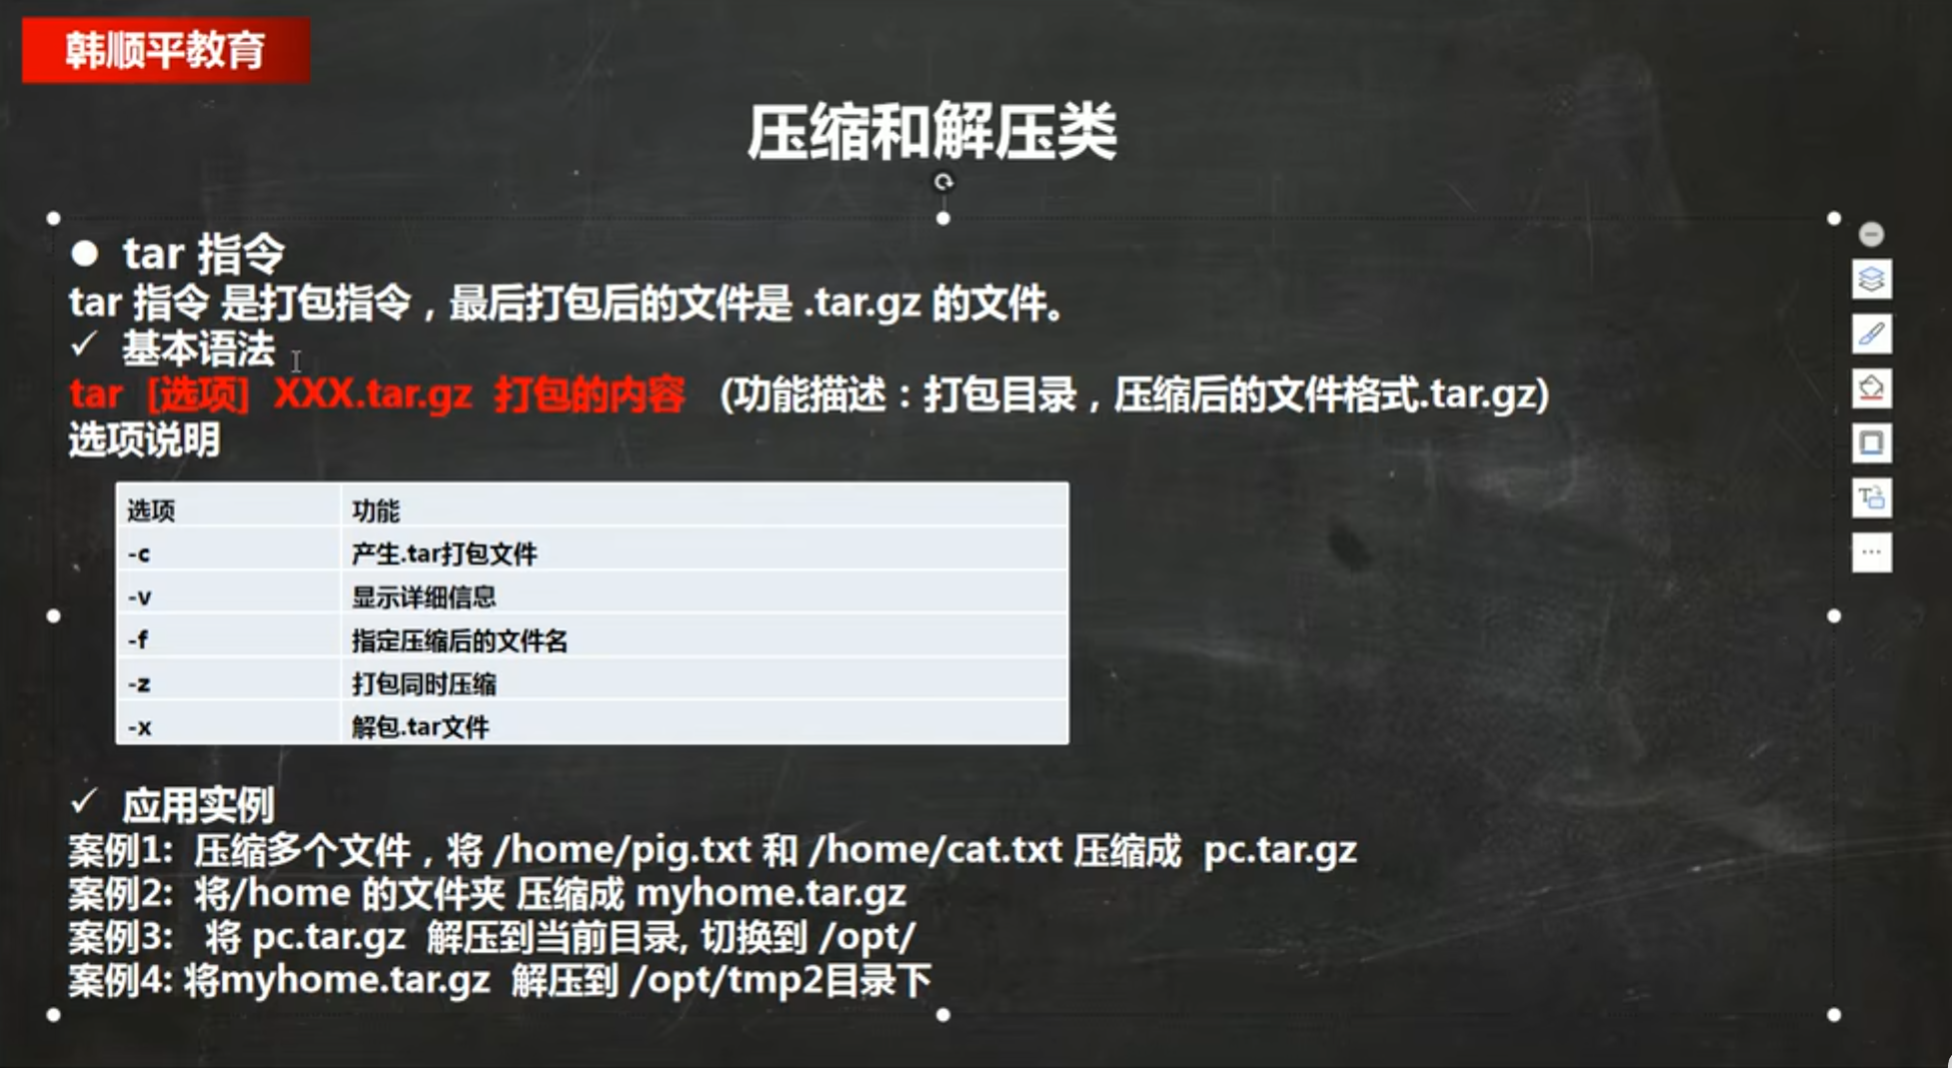 韩顺平教育
压缩和解压类
● tar 指令
tar 指令 是打包指令，最后打包后的文件是 .tar.gz 的文件。
✓ 基本语法
tar [选项] XXX.tar.gz 打包的内容 (功能描述：打包目录，压缩后的文件格式.tar.gz)
选项说明
选项 功能
-c 产生.tar打包文件
-v 显示详细信息
-f 指定压缩后的文件名
-z 打包同时压缩
-x 解包.tar文件
✓ 应用实例
案例1: 压缩多个文件，将 /home/pig.txt 和 /home/cat.txt 压缩成 pc.tar.gz
案例2: 将/home 的文件夹 压缩成 myhome.tar.gz
案例3: 将 pc.tar.gz 解压到当前目录, 切换到 /opt/
案例4: 将myhome.tar.gz 解压到 /opt/tmp2目录下